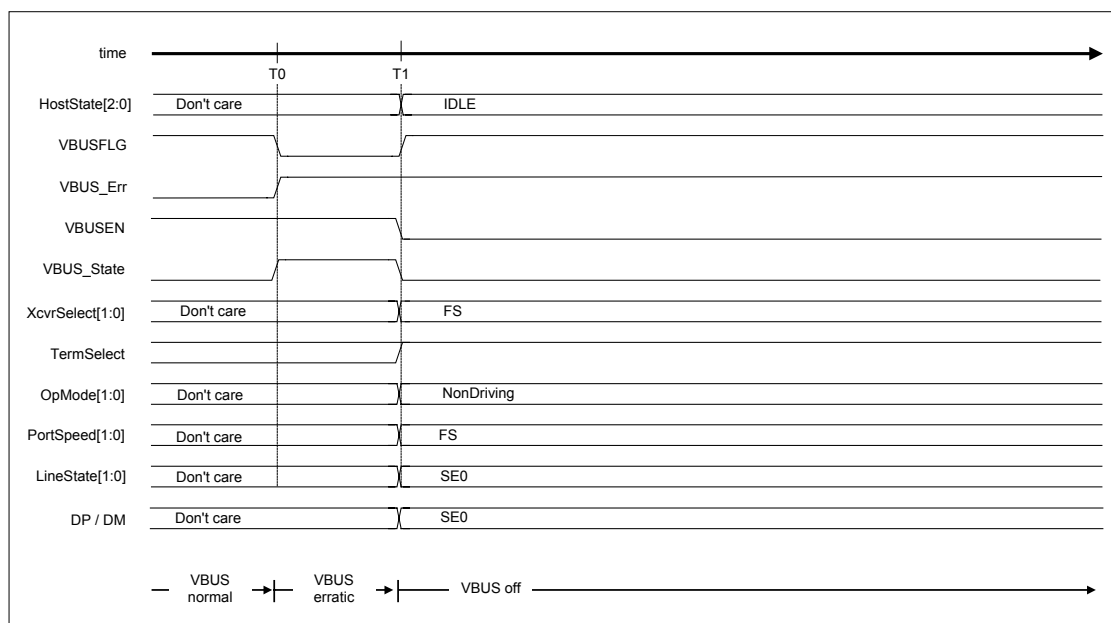 time
T0 T1
HostState[2:0] Don't care IDLE
VBUSFLG
VBUS_Err
VBUSEN
VBUS_State
XcvrSelect[1:0] Don't care FS
TermSelect
OpMode[1:0] Don't care NonDriving
PortSpeed[1:0] Don't care FS
LineState[1:0] Don't care SE0
DP / DM Don't care SE0
VBUS VBUS VBUS off
normal erratic